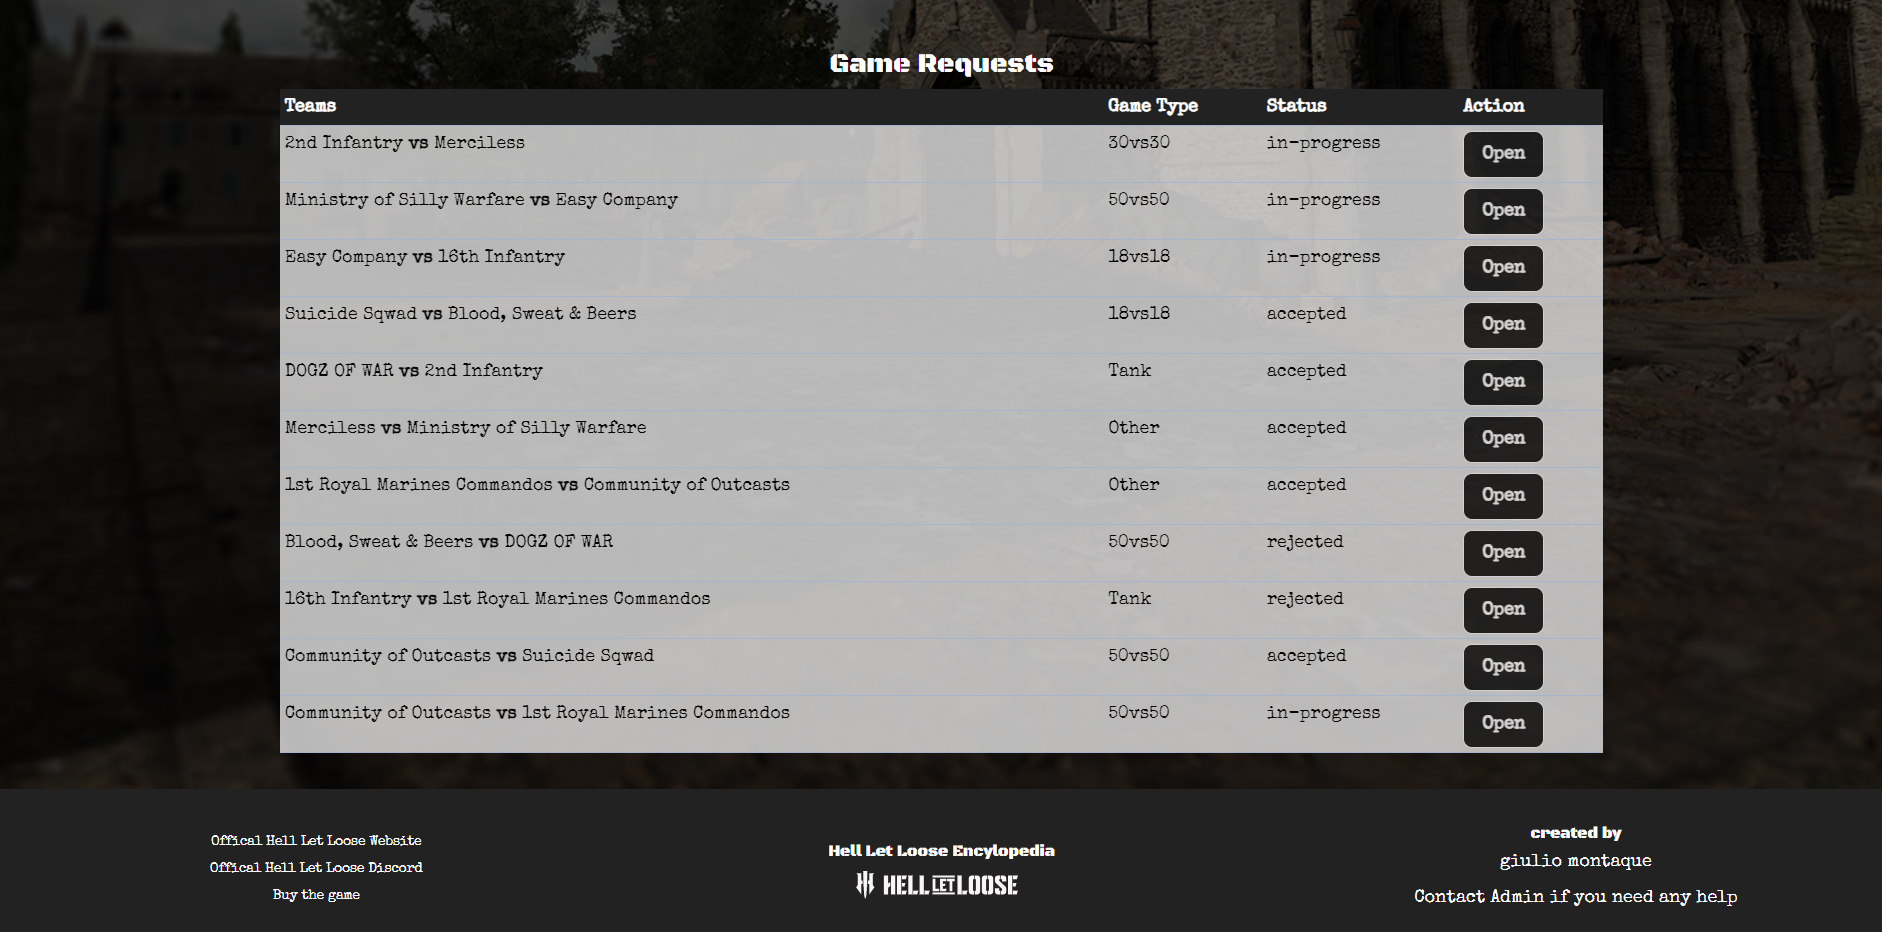 Game Requests
Teams Game Type Status Action
2nd Infantry vs Merciless 30vs30 in-progress Open
Ministry of Silly Warfare vs Easy Company 50vs50 in-progress Open
Easy Company vs 16th Infantry 18vs18 in-progress Open
Suicide Sqwad vs Blood, Sweat & Beers 18vs18 accepted Open
DOGZ OF WAR vs 2nd Infantry Tank accepted Open
Merciless vs Ministry of Silly Warfare Other accepted Open
1st Royal Marines Commandos vs Community of Outcasts Other accepted Open
Blood, Sweat & Beers vs DOGZ OF WAR 50vs50 rejected Open
16th Infantry vs 1st Royal Marines Commandos Tank rejected Open
Community of Outcasts vs Suicide Sqwad 50vs50 accepted Open
Community of Outcasts vs 1st Royal Marines Commandos 50vs50 in-progress Open
Offical Hell Let Loose Website
Offical Hell Let Loose Discord
Buy the game
Hell Let Loose Encylopedia
HELL LET LOOSE
created by
giulio montaque
Contact Admin if you need any help